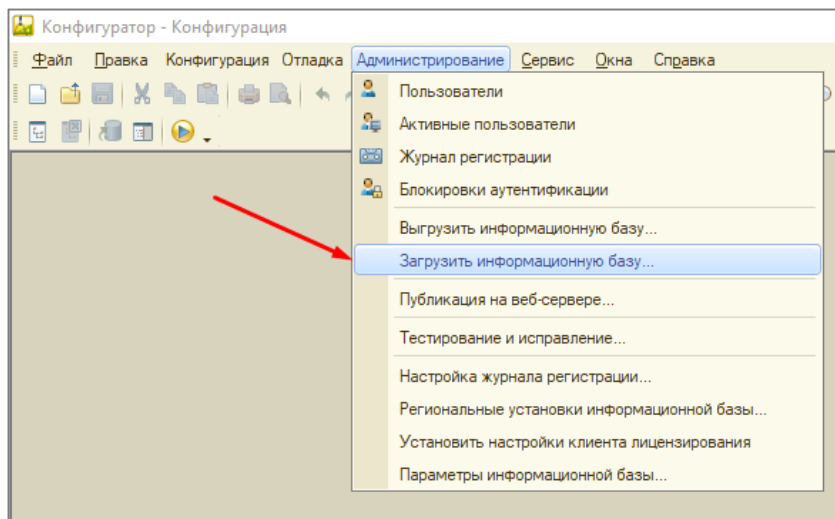 Конфигуратор - Конфигурация
Файл Правка Конфигурация Отладка Администрирование Сервис Окна Справка
Пользователи
Активные пользователи
Журнал регистрации
Блокировки аутентификации
Выгрузить информационную базу...
Загрузить информационную базу...
Публикация на веб-сервере...
Тестирование и исправление...
Настройка журнала регистрации...
Региональные установки информационной базы...
Установить настройки клиента лицензирования
Параметры информационной базы...